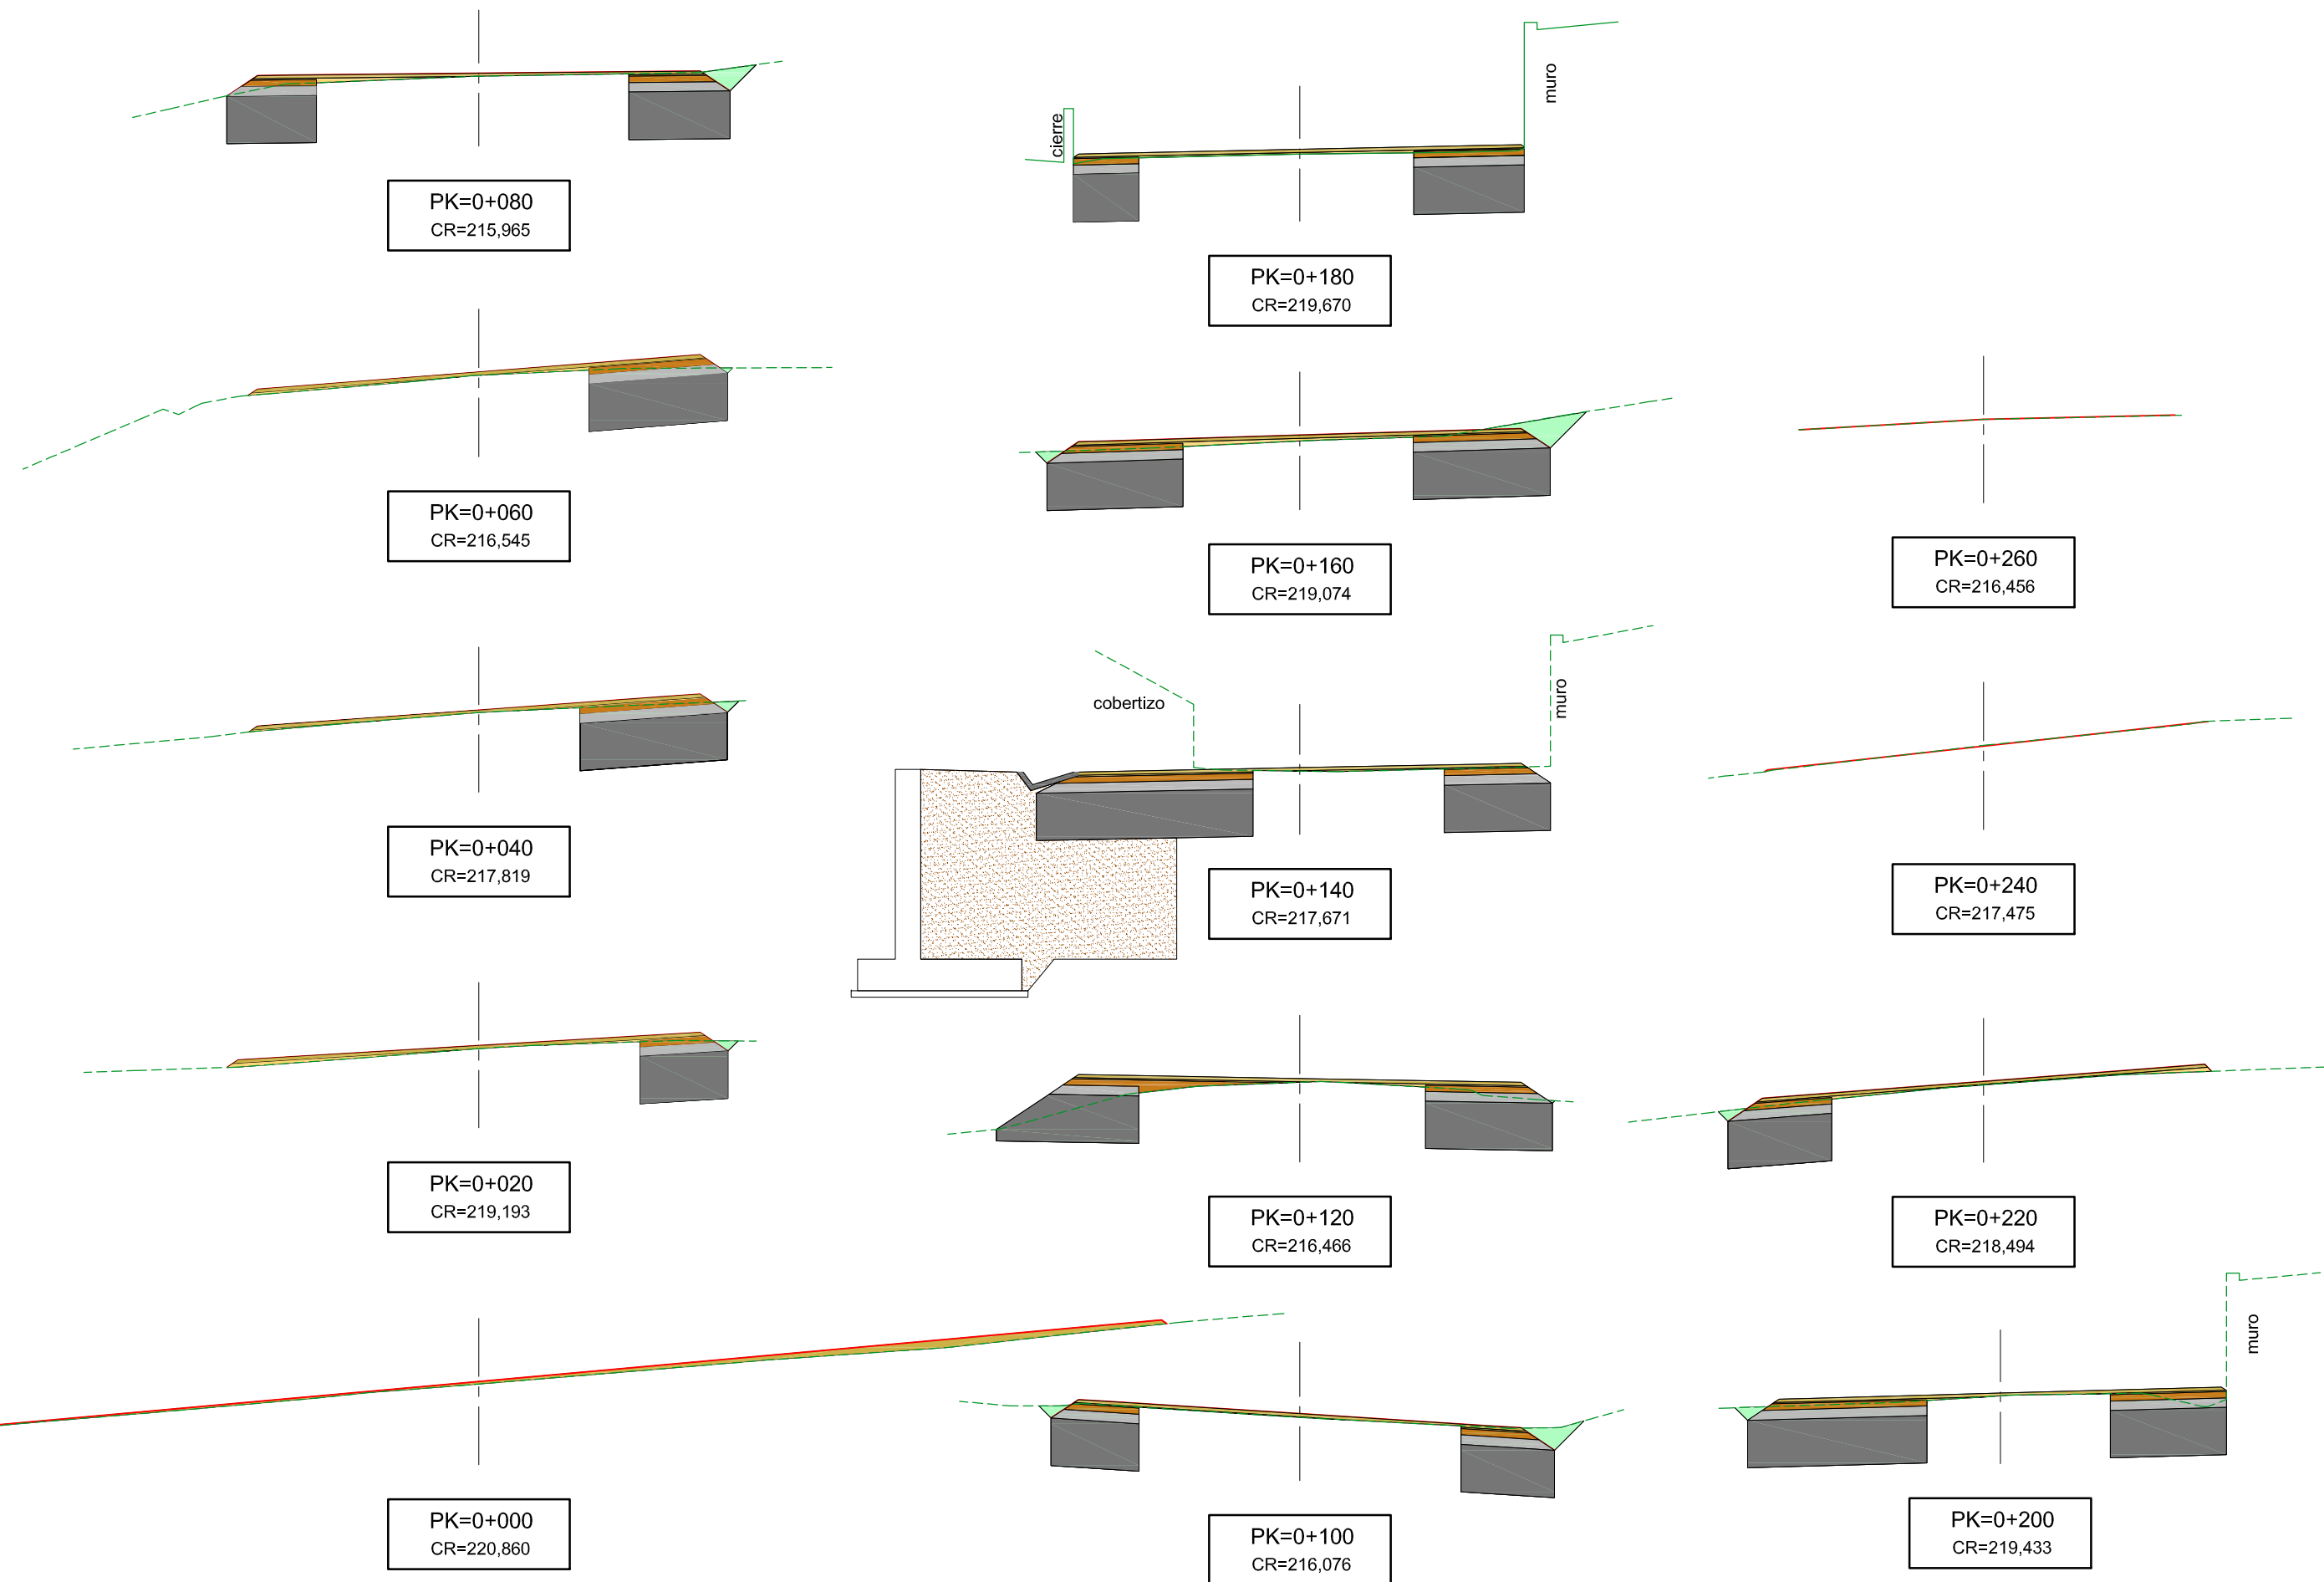 PK=0+080
CR=215,965
PK=0+060
CR=216,545
PK=0+040
CR=217,819
PK=0+020
CR=219,193
PK=0+000
CR=220,860
cierre
muro
PK=0+180
CR=219,670
PK=0+160
CR=219,074
cobertizo
muro
PK=0+140
CR=217,671
PK=0+120
CR=216,466
PK=0+100
CR=216,076
PK=0+260
CR=216,456
PK=0+240
CR=217,475
PK=0+220
CR=218,494
muro
PK=0+200
CR=219,433